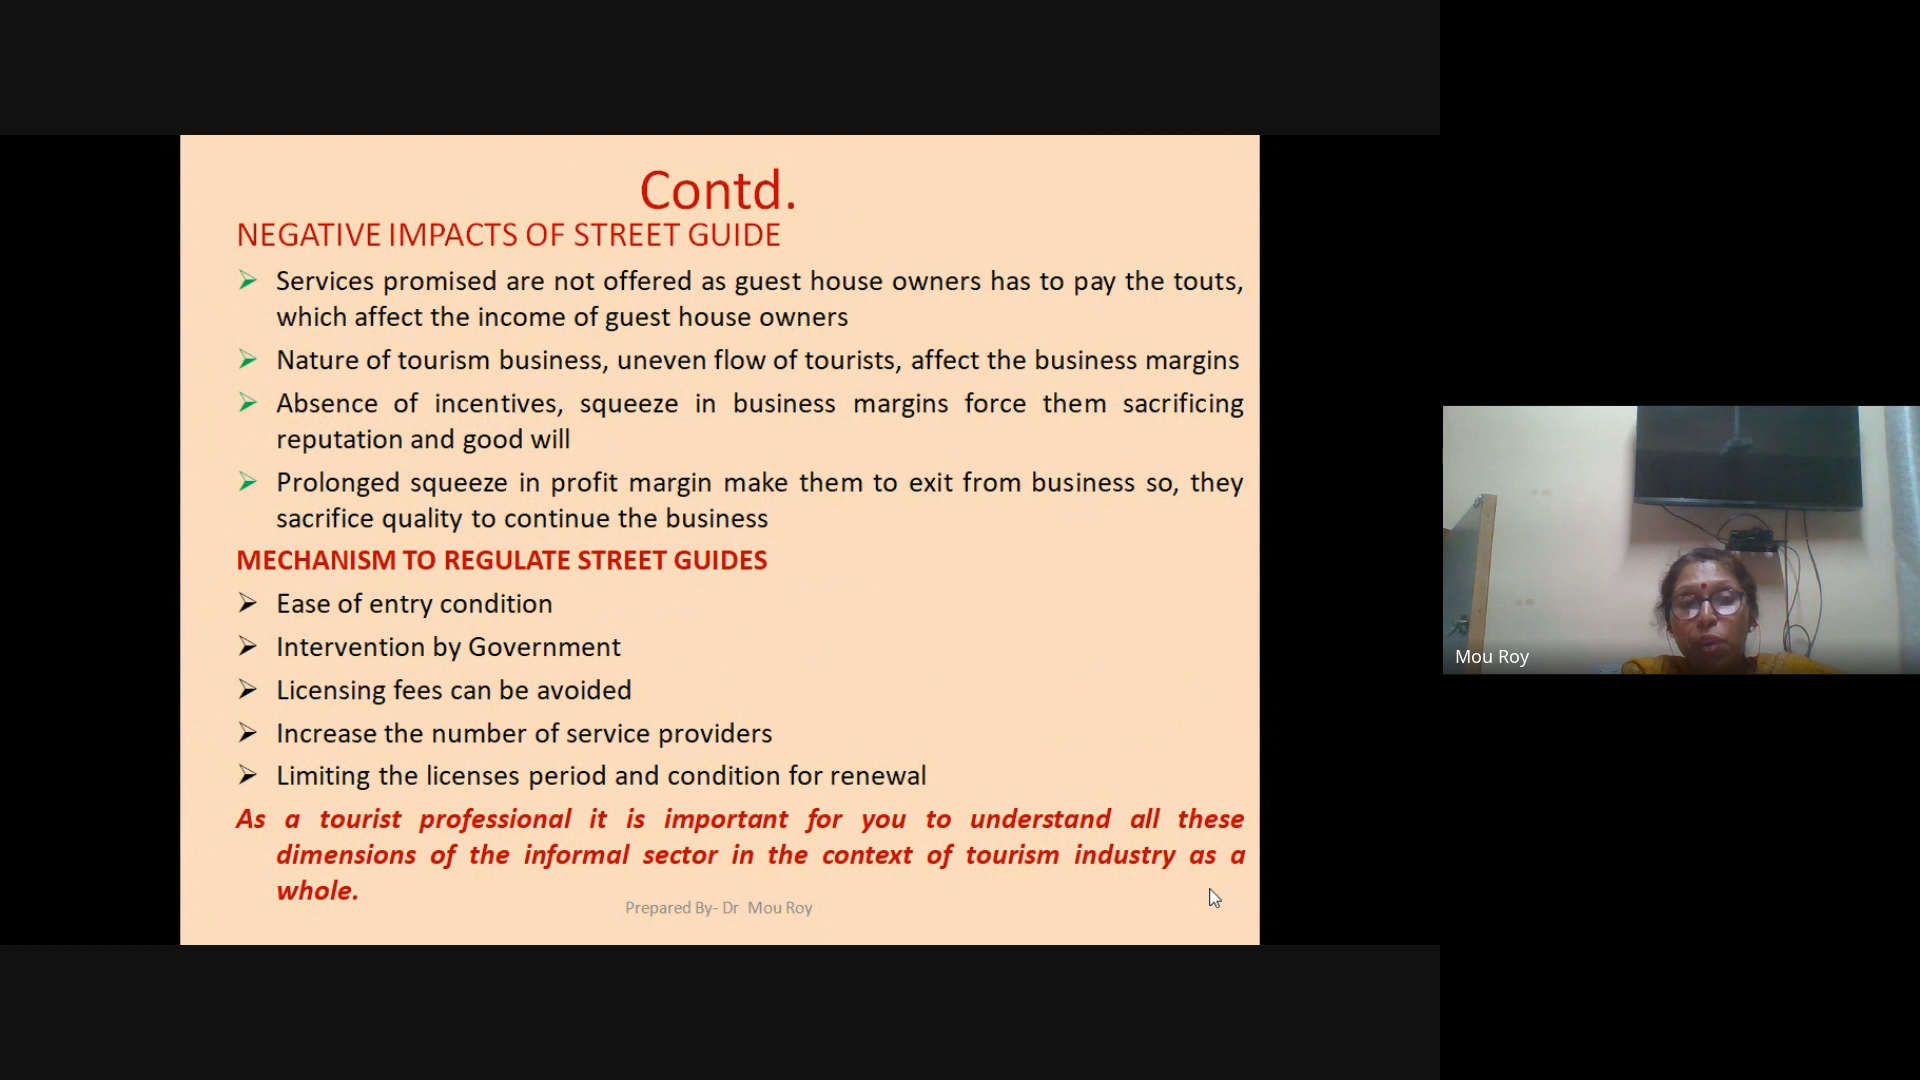 Contd.
NEGATIVE IMPACTS OF STREET GUIDE
Services promised are not offered as guest house owners has to pay the touts,
which affect the income of guest house owners
Nature of tourism business, uneven flow of tourists, affect the business margins
Absence of incentives, squeeze in business margins force them sacrificing
reputation and good will
Prolonged squeeze in profit margin make them to exit from business so, they
sacrifice quality to continue the business
MECHANISM TO REGULATE STREET GUIDES
Ease of entry condition
Intervention by Government
Licensing fees can be avoided
Increase the number of service providers
Limiting the licenses period and condition for renewal
As a tourist professional it is important for you to understand all these
dimensions of the informal sector in the context of tourism industry as a
whole.
Prepared By- Dr Mou Roy
Mou Roy